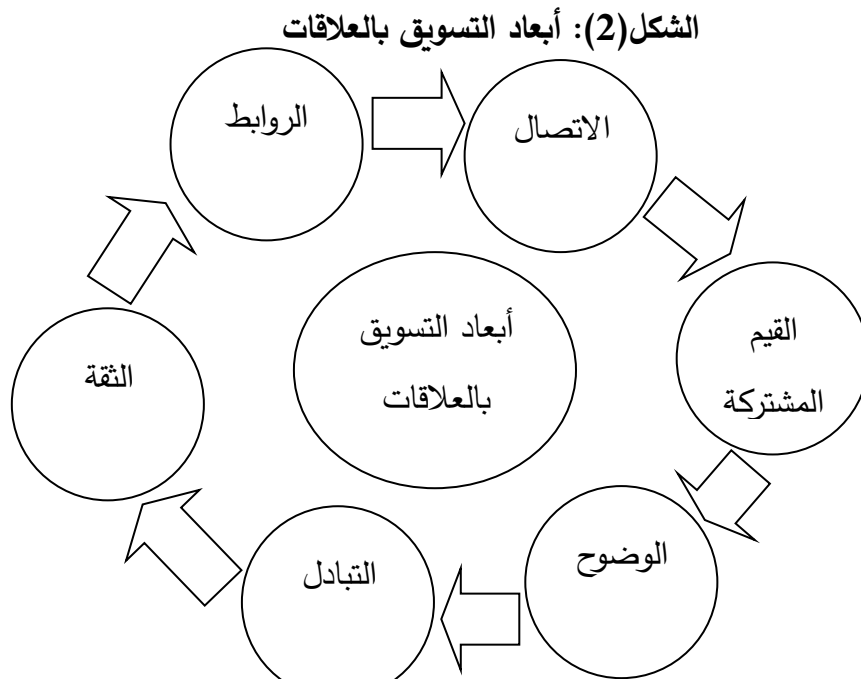 الشكل(2): أبعاد التسويق بالعلاقات
الروابط
الاتصال
القيم
المشتركة
أبعاد التسويق
بالعلاقات
الثقة
الوضوح
التبادل